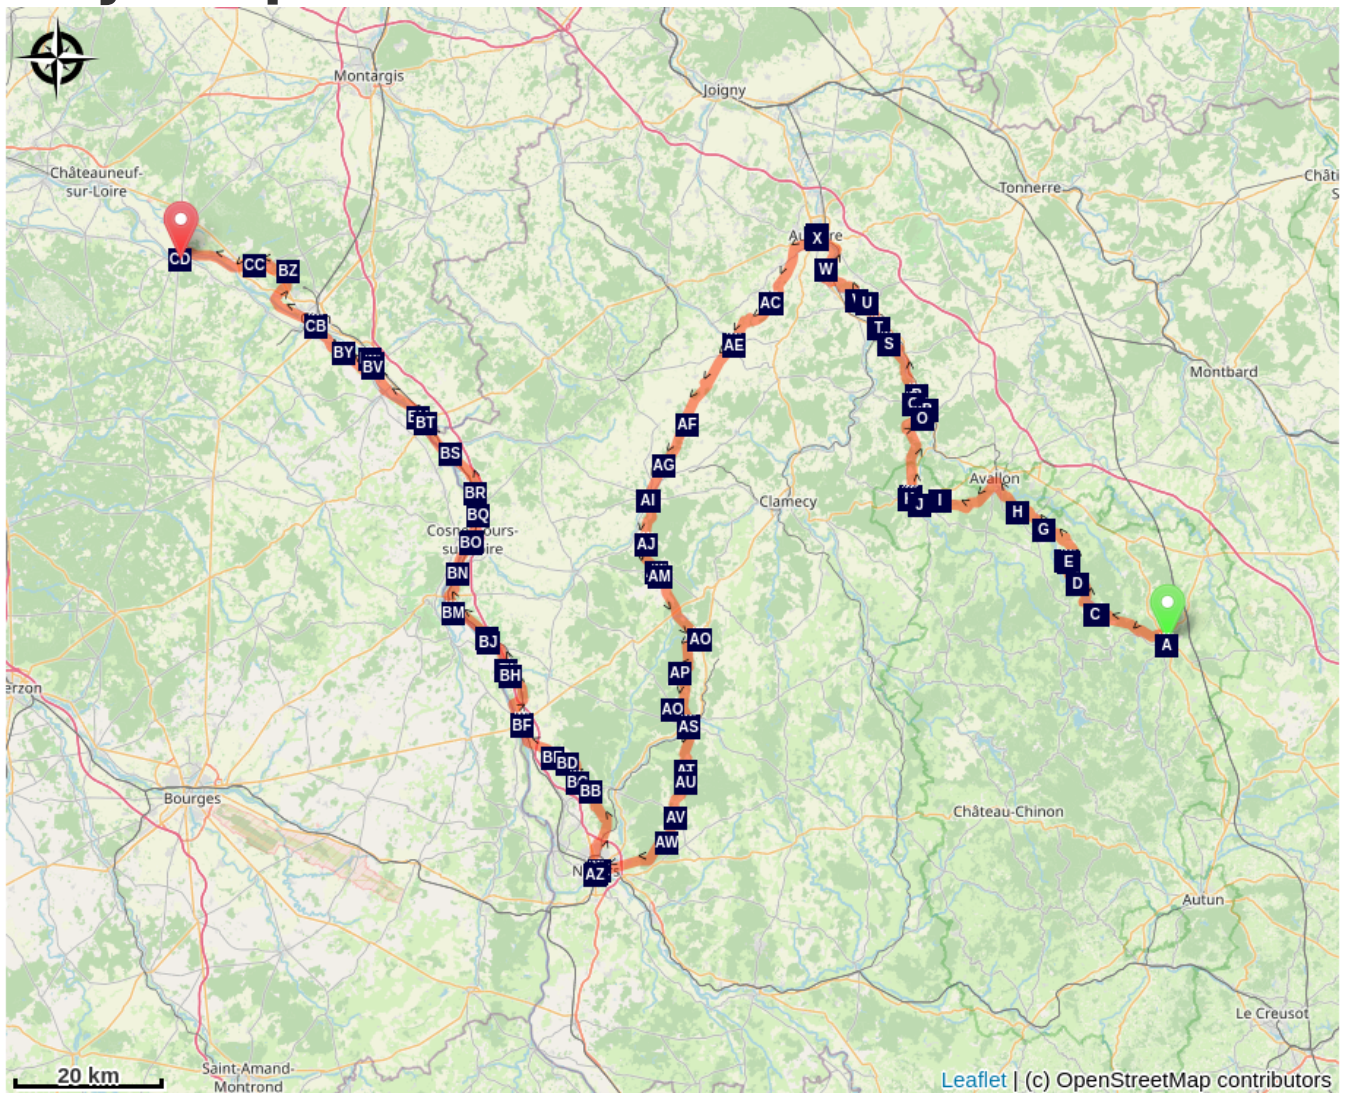 Montargis
Joigny
Châteauneuf-
sur-Loire
Tonnerre
X
W
U
T
S
AC
AE
CD
CC
BZ
CB
BY
BV
BT
BS
BR
BQ
BO
BN
BM
BJ
BH
BF
BD
BB
AZ
Montbard
O
AF
AG
AI
AJ
AM
AO
AP
AS
AU
AV
AW
Clamecy
Avallon
J
I
H
G
E
D
C
A
Bourges
Château-Chinon
Autun
Le Creusot
Saint-Amand-
Montrond
20 km
Leaflet | (c) OpenStreetMap contributors